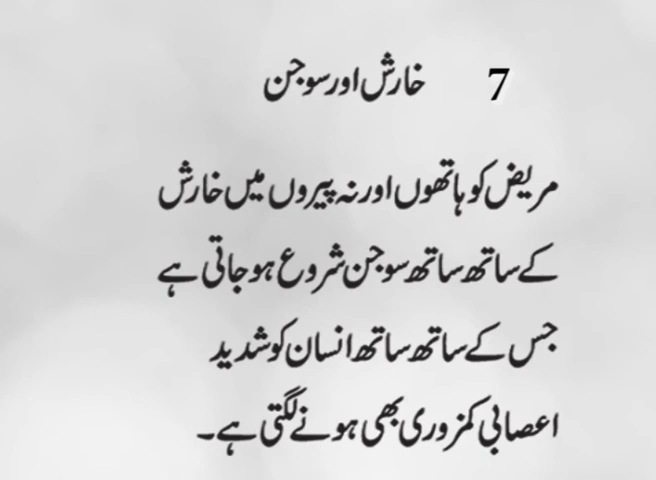 7 خارش اور سوجن
مریض کو ہاتھوں اور نہ پیروں میں خارش
کے ساتھ ساتھ سوجن شروع ہو جاتی ہے
جس کے ساتھ ساتھ انسان کو شدید
اعصابی کمزوری بھی ہونے لگتی ہے۔